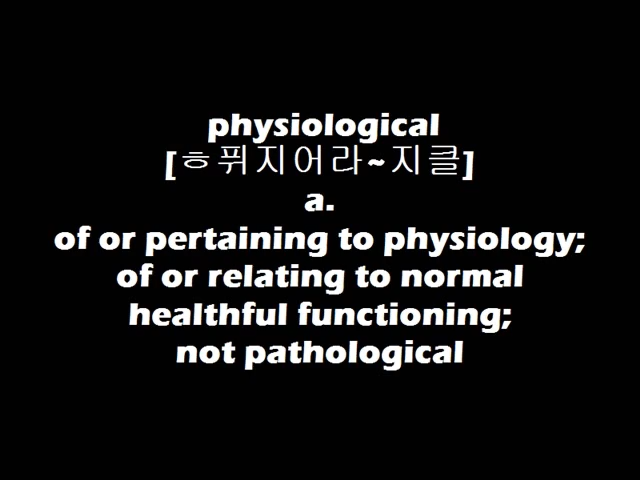 physiological
[ㅎ퓌지어라~지클]
a.
of or pertaining to physiology;
of or relating to normal
healthful functioning;
not pathological